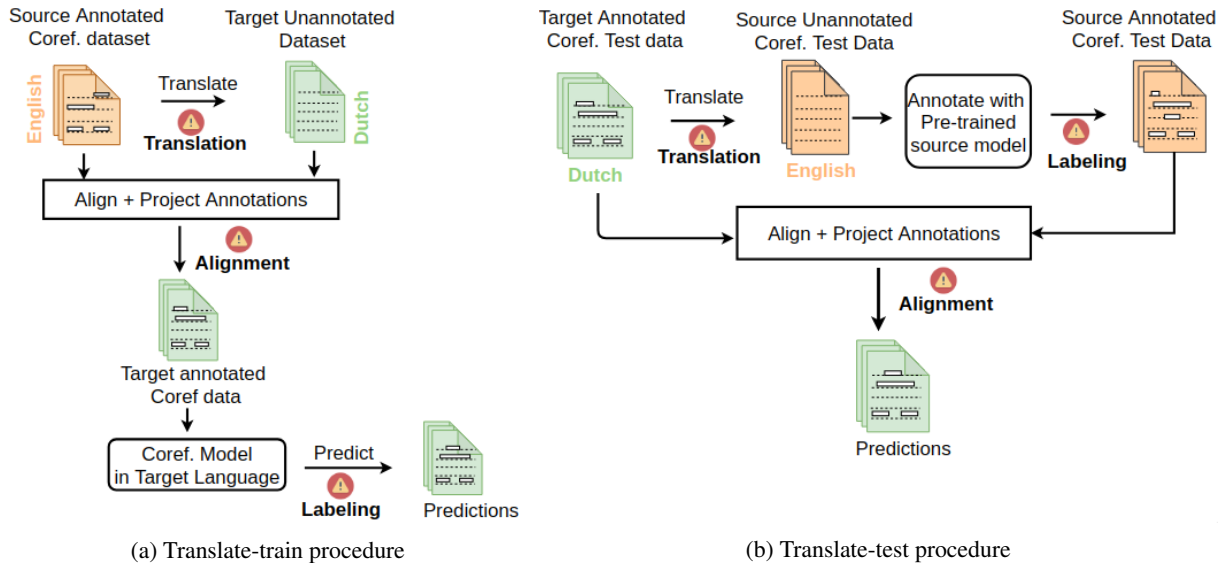 Source Annotated
Coref. dataset
Target Unannotated
Dataset
English
Translate
Translation
Dutch
Align + Project Annotations
Alignment
Target annotated
Coref data
Coref. Model
in Target Language
Predict
Labeling
Predictions
(a) Translate-train procedure
Target Annotated
Coref. Test data
Source Unannotated
Coref. Test Data
Source Annotated
Coref. Test Data
Translate
Translation
Annotate with
Pre-trained
source model
Labeling
Dutch
English
Align + Project Annotations
Alignment
Predictions
(b) Translate-test procedure